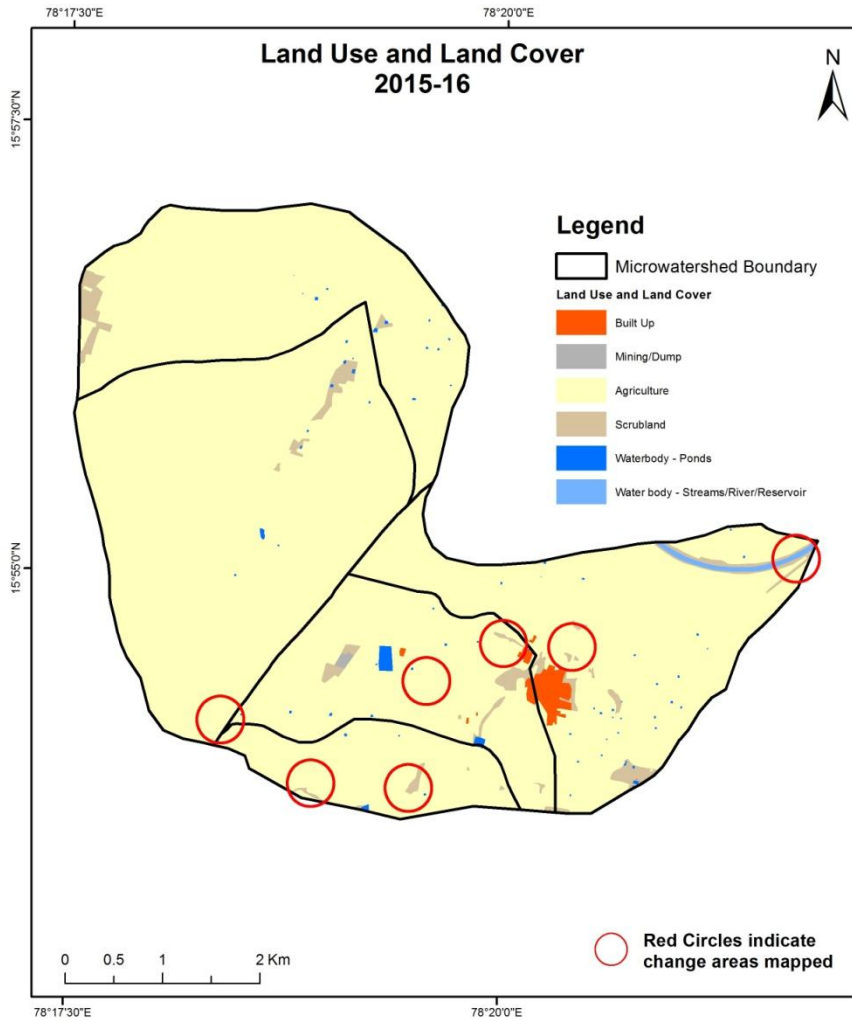 78°17'30"E 78°20'0"E
Land Use and Land Cover
2015-16
N
15°57'30"N
Legend
Microwatershed Boundary
Land Use and Land Cover
Built Up
Mining/Dump
Agriculture
Scrubland
Waterbody - Ponds
Water body - Streams/River/Reservoir
15°55'0"N
Red Circles indicate
change areas mapped
0 0.5 1 2 Km
78°17'30"E 78°20'0"E